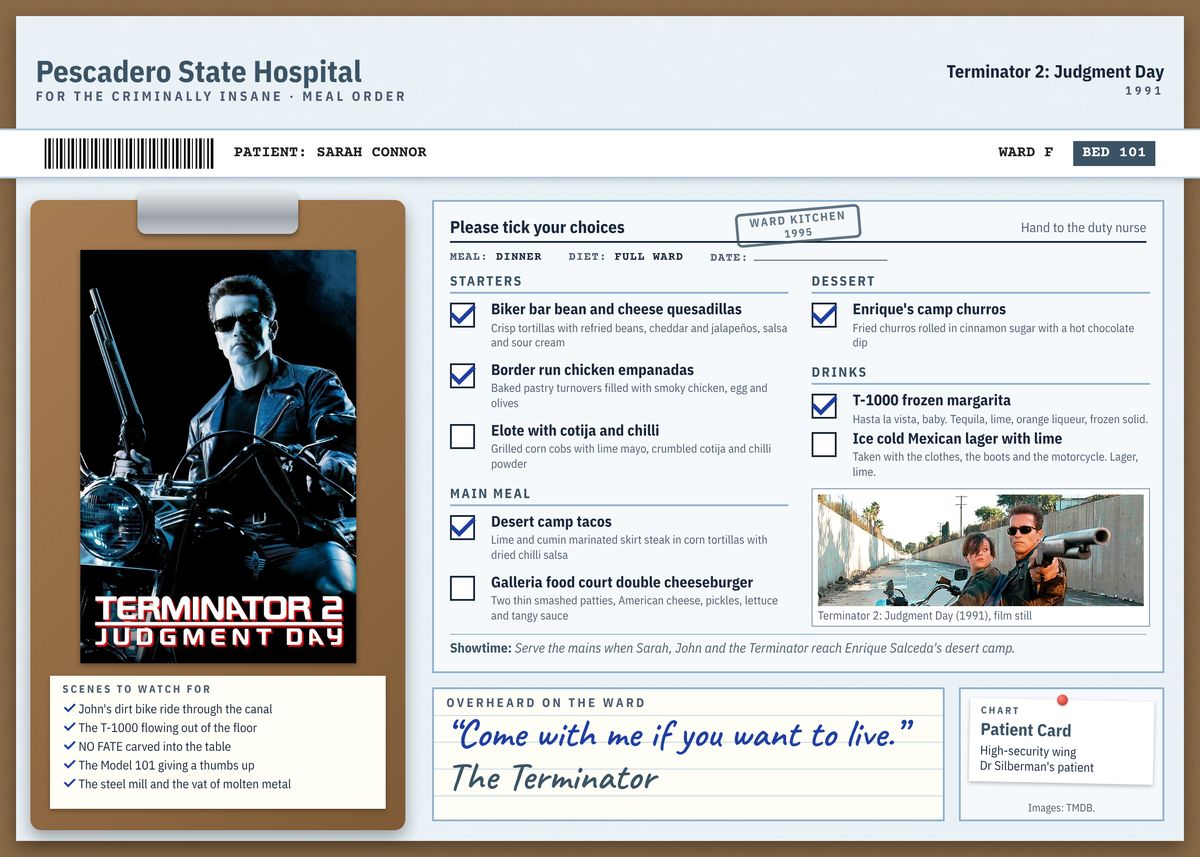 Pescadero State Hospital
FOR THE CRIMINALLY INSANE · MEAL ORDER
Terminator 2: Judgment Day
1991
PATIENT: SARAH CONNOR
WARD F
BED 101
TERMINATOR 2
JUDGMENT DAY
SCENES TO WATCH FOR
John's dirt bike ride through the canal
The T-1000 flowing out of the floor
NO FATE carved into the table
The Model 101 giving a thumbs up
The steel mill and the vat of molten metal
Please tick your choices
WARD KITCHEN
1995
Hand to the duty nurse
MEAL: DINNER DIET: FULL WARD DATE:
STARTERS
Biker bar bean and cheese quesadillas
Crisp tortillas with refried beans, cheddar and jalapeños, salsa
and sour cream
Border run chicken empanadas
Baked pastry turnovers filled with smoky chicken, egg and
olives
Elote with cotija and chilli
Grilled corn cobs with lime mayo, crumbled cotija and chilli
powder
MAIN MEAL
Desert camp tacos
Lime and cumin marinated skirt steak in corn tortillas with
dried chilli salsa
Galleria food court double cheeseburger
Two thin smashed patties, American cheese, pickles, lettuce
and tangy sauce
DESSERT
Enrique's camp churros
Fried churros rolled in cinnamon sugar with a hot chocolate
dip
DRINKS
T-1000 frozen margarita
Hasta la vista, baby. Tequila, lime, orange liqueur, frozen solid.
Ice cold Mexican lager with lime
Taken with the clothes, the boots and the motorcycle. Lager,
lime.
Terminator 2: Judgment Day (1991), film still
Showtime: Serve the mains when Sarah, John and the Terminator reach Enrique Salceda's desert camp.
OVERHEARD ON THE WARD
“Come with me if you want to live.”
The Terminator
CHART
Patient Card
High-security wing
Dr Silberman's patient
Images: TMDB.